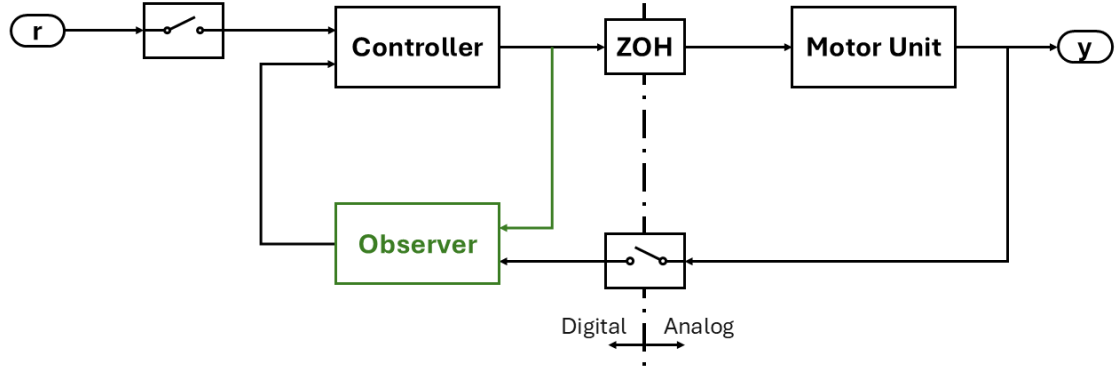 r
Controller
ZOH
Motor Unit
y
Observer
Digital
Analog